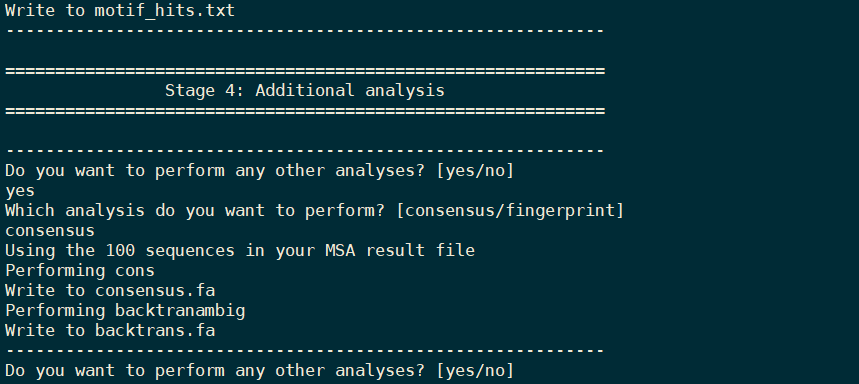 Write to motif_hits.txt
------------------------------------------------------------
============================================================
Stage 4: Additional analysis
============================================================
------------------------------------------------------------
Do you want to perform any other analyses? [yes/no]
yes
Which analysis do you want to perform? [consensus/fingerprint]
consensus
Using the 100 sequences in your MSA result file
Performing cons
Write to consensus.fa
Performing backtranambig
Write to backtrans.fa
------------------------------------------------------------
Do you want to perform any other analyses? [yes/no]